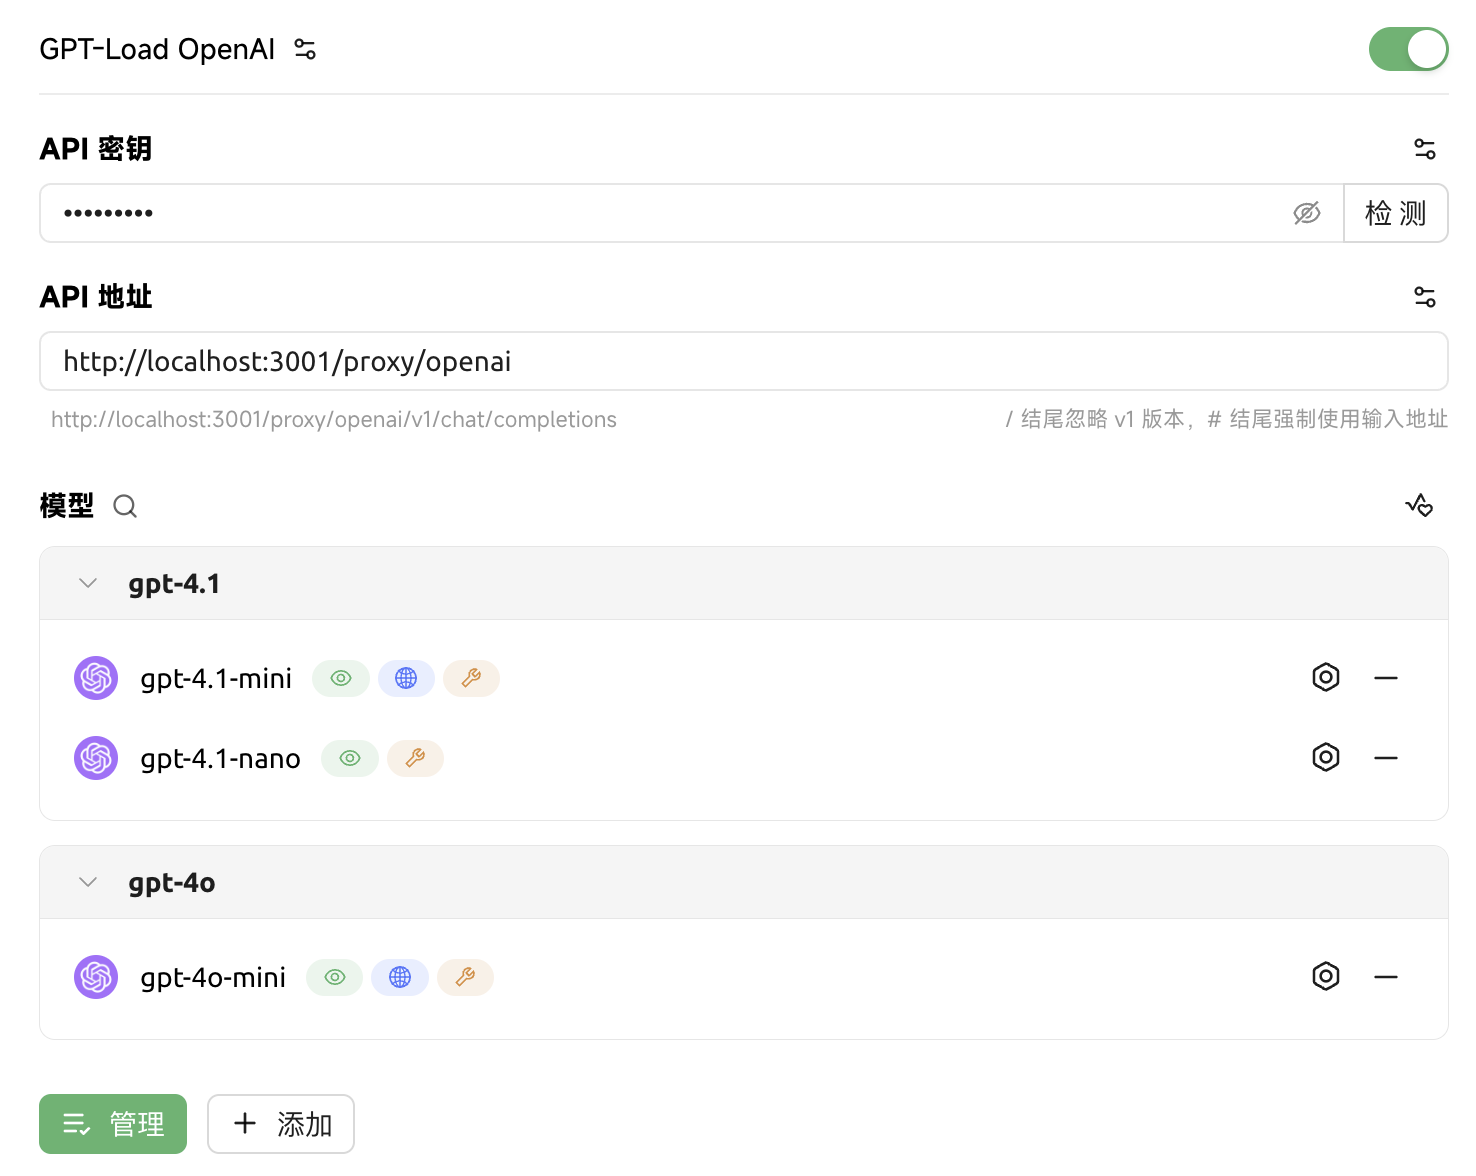 GPT-Load OpenAI
API 密钥
•••••••••
检 测
API 地址
http://localhost:3001/proxy/openai
http://localhost:3001/proxy/openai/v1/chat/completions
/ 结尾忽略 v1 版本，# 结尾强制使用输入地址
模型
gpt-4.1
gpt-4.1-mini
gpt-4.1-nano
gpt-4o
gpt-4o-mini
管理
添加